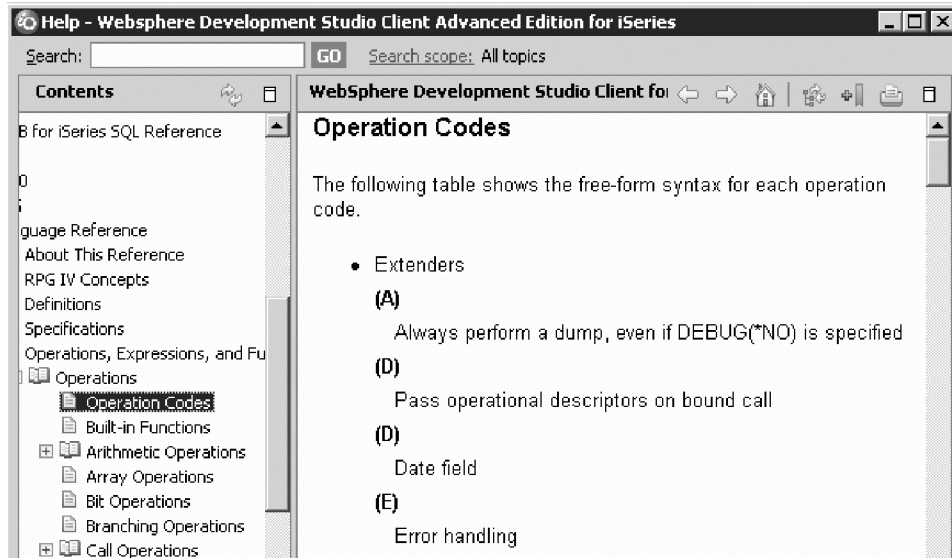 Help - Websphere Development Studio Client Advanced Edition for iSeries
Search: GO Search scope: All topics
Contents
B for iSeries SQL Reference
guage Reference
About This Reference
RPG IV Concepts
Definitions
Specifications
Operations, Expressions, and Fu
Operations
Operation Codes
Built-in Functions
Arithmetic Operations
Array Operations
Bit Operations
Branching Operations
Call Operations
WebSphere Development Studio Client for
Operation Codes
The following table shows the free-form syntax for each operation
code.
• Extenders
(A)
Always perform a dump, even if DEBUG(*NO) is specified
(D)
Pass operational descriptors on bound call
(D)
Date field
(E)
Error handling